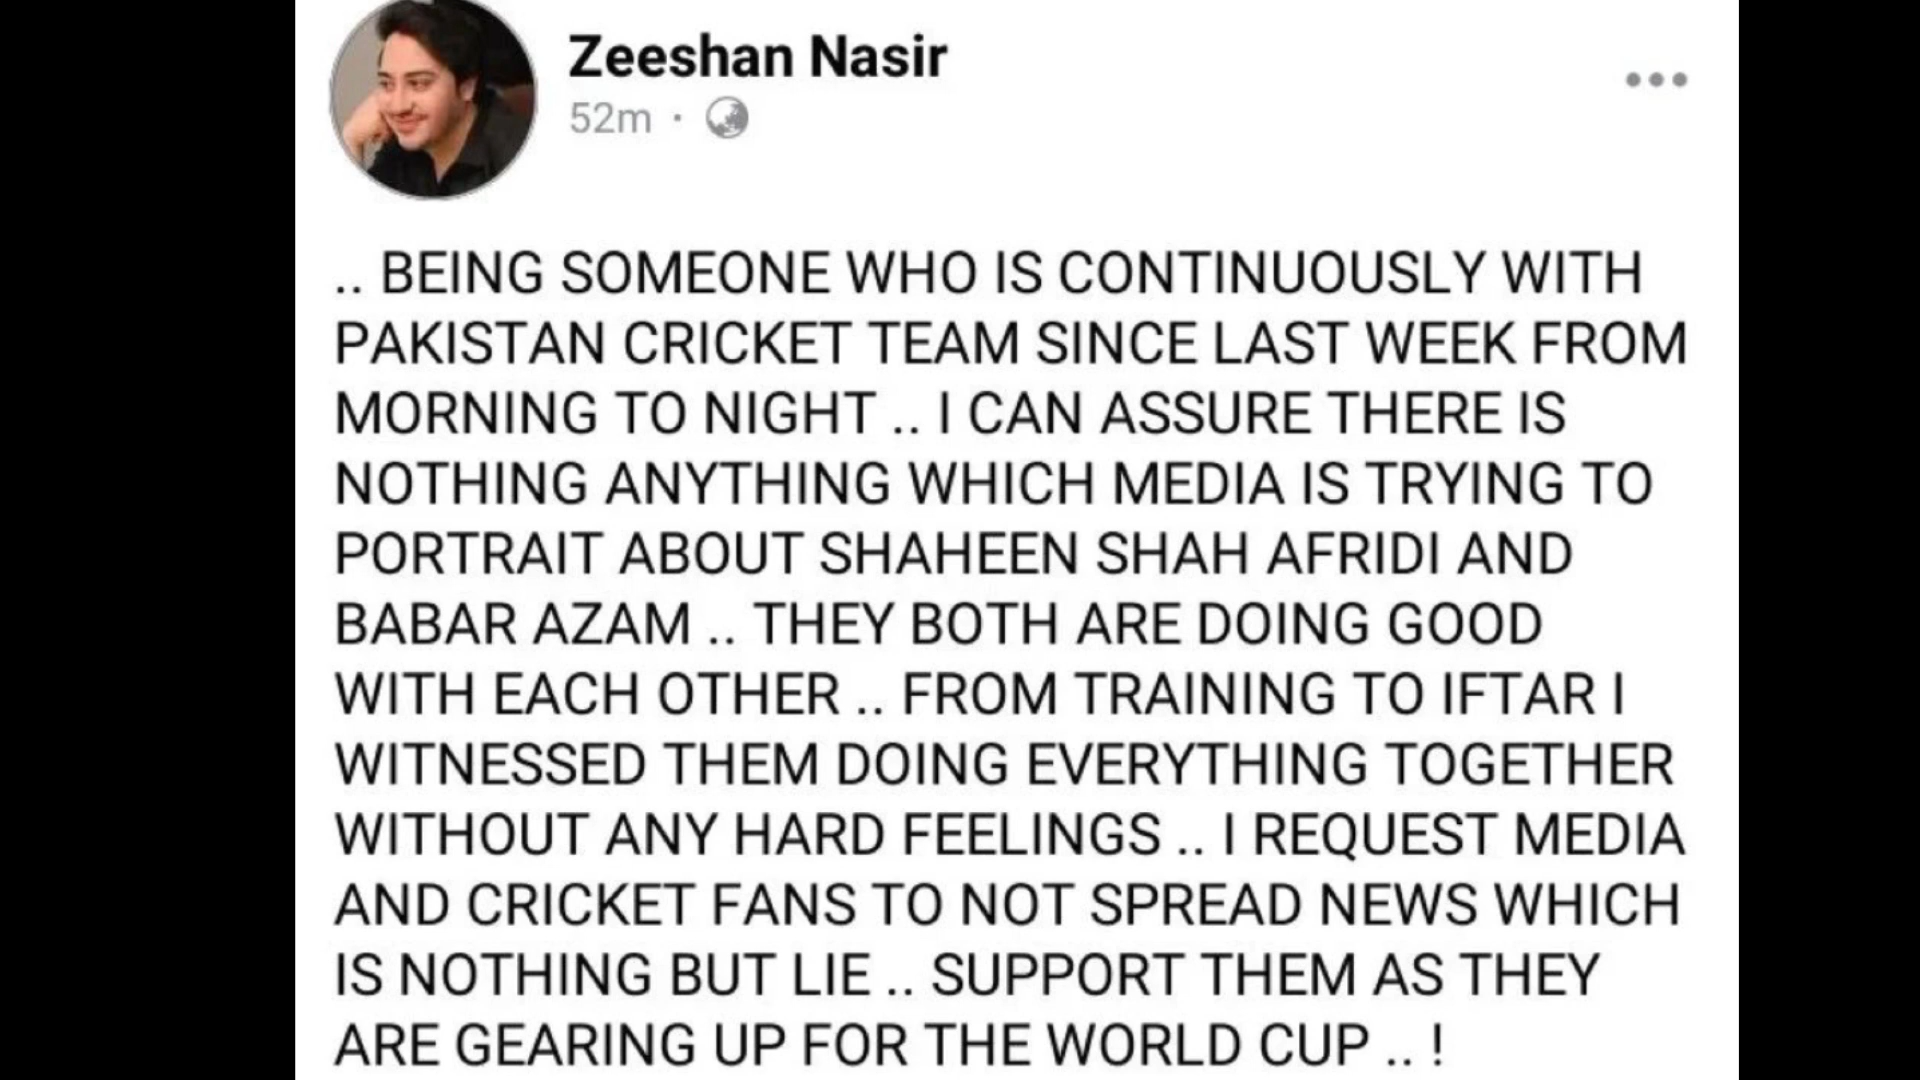 Zeeshan Nasir
52m ·
.. BEING SOMEONE WHO IS CONTINUOUSLY WITH
PAKISTAN CRICKET TEAM SINCE LAST WEEK FROM
MORNING TO NIGHT .. I CAN ASSURE THERE IS
NOTHING ANYTHING WHICH MEDIA IS TRYING TO
PORTRAIT ABOUT SHAHEEN SHAH AFRIDI AND
BABAR AZAM .. THEY BOTH ARE DOING GOOD
WITH EACH OTHER .. FROM TRAINING TO IFTAR I
WITNESSED THEM DOING EVERYTHING TOGETHER
WITHOUT ANY HARD FEELINGS .. I REQUEST MEDIA
AND CRICKET FANS TO NOT SPREAD NEWS WHICH
IS NOTHING BUT LIE .. SUPPORT THEM AS THEY
ARE GEARING UP FOR THE WORLD CUP .. !